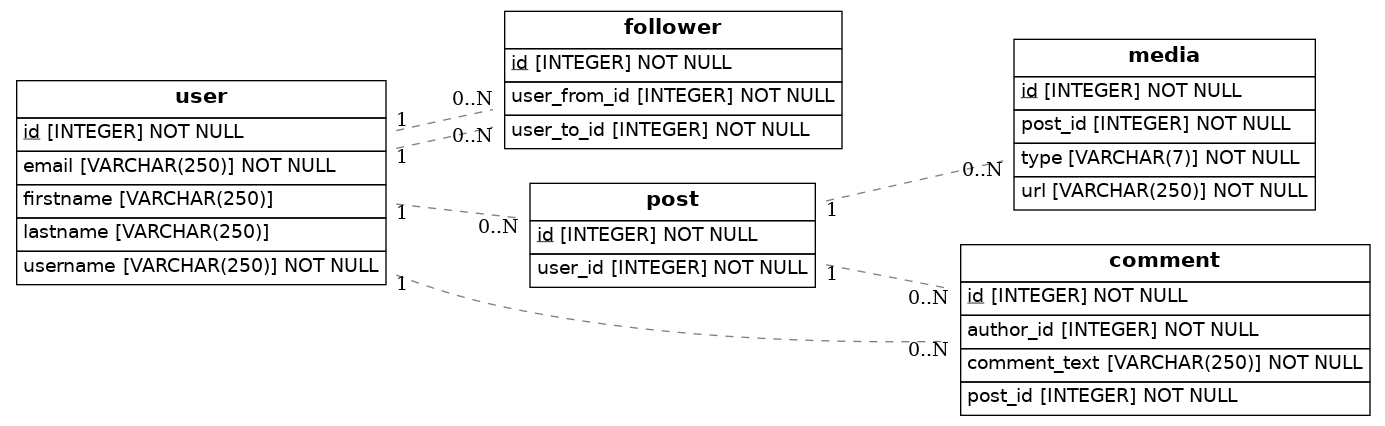 user
id [INTEGER] NOT NULL
email [VARCHAR(250)] NOT NULL
firstname [VARCHAR(250)]
lastname [VARCHAR(250)]
username [VARCHAR(250)] NOT NULL
1
0..N
1
0..N
1
0..N
1
0..N
follower
id [INTEGER] NOT NULL
user_from_id [INTEGER] NOT NULL
user_to_id [INTEGER] NOT NULL
post
id [INTEGER] NOT NULL
user_id [INTEGER] NOT NULL
1
0..N
1
0..N
media
id [INTEGER] NOT NULL
post_id [INTEGER] NOT NULL
type [VARCHAR(7)] NOT NULL
url [VARCHAR(250)] NOT NULL
comment
id [INTEGER] NOT NULL
author_id [INTEGER] NOT NULL
comment_text [VARCHAR(250)] NOT NULL
post_id [INTEGER] NOT NULL